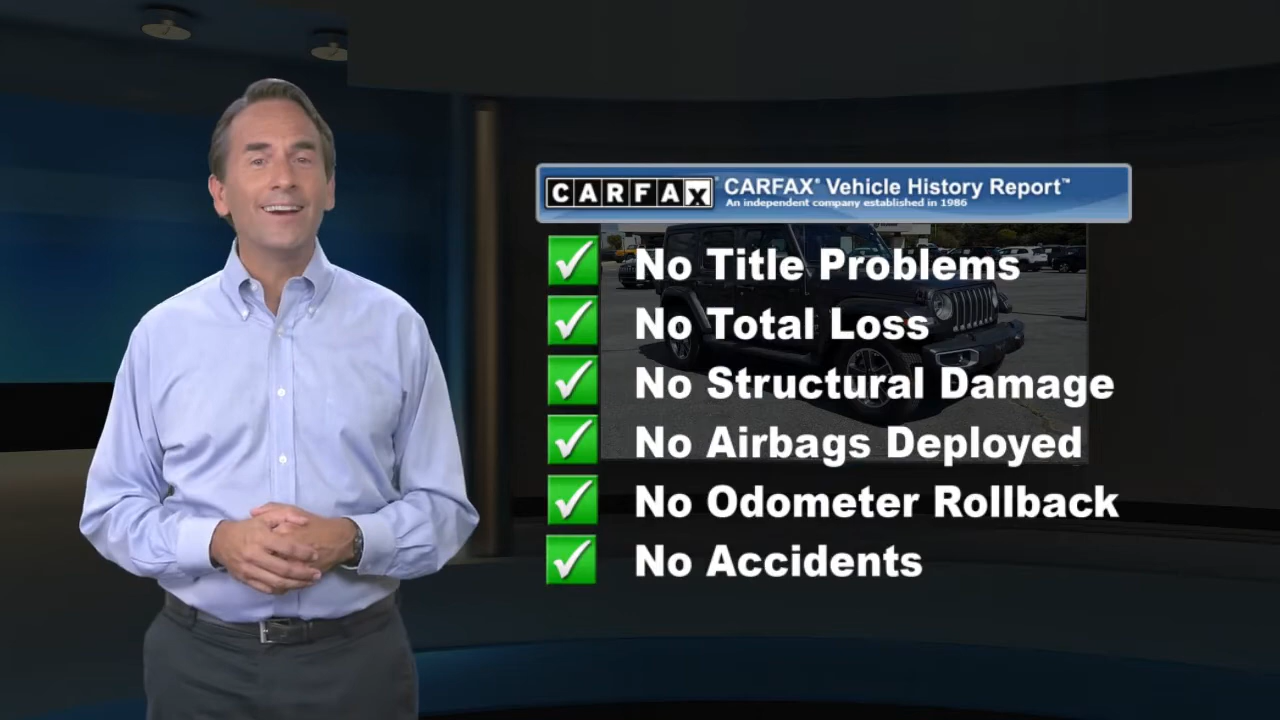 CARFAX® CARFAX® Vehicle History Report™
An independent company established in 1986
No Title Problems
No Total Loss
No Structural Damage
No Airbags Deployed
No Odometer Rollback
No Accidents